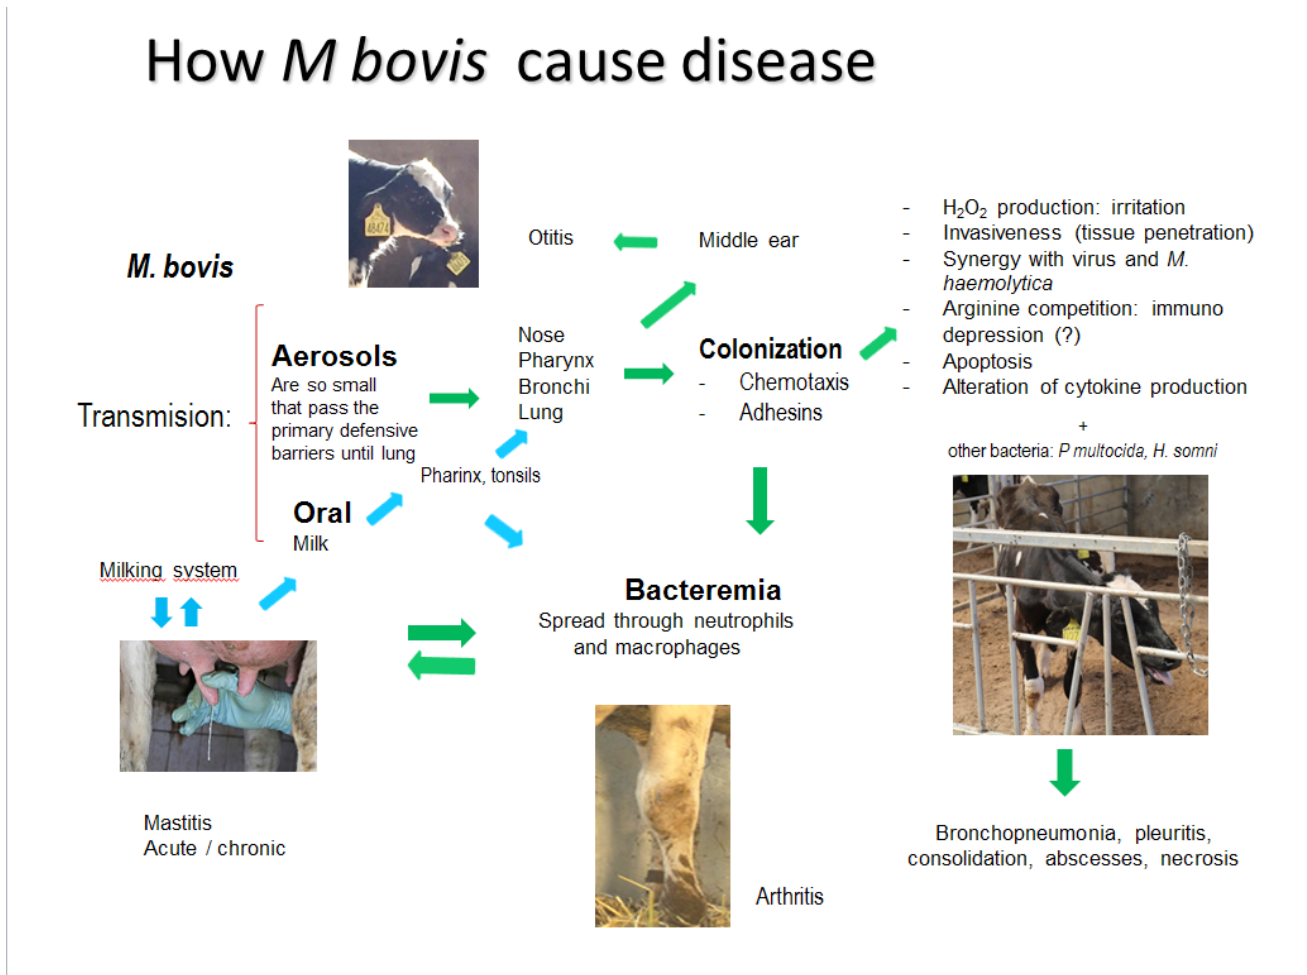 How M bovis cause disease
M. bovis
Transmision:
Aerosols
Are so small
that pass the
primary defensive
barriers until lung
Oral
Milk
Milking system
Mastitis
Acute / chronic
Pharinx, tonsils
Nose
Pharynx
Bronchi
Lung
Otitis
Middle ear
Colonization
- Chemotaxis
- Adhesins
Bacteremia
Spread through neutrophils
and macrophages
Arthritis
- H₂O₂ production: irritation
- Invasiveness (tissue penetration)
- Synergy with virus and M.
haemolytica
- Arginine competition: immuno
depression (?)
- Apoptosis
- Alteration of cytokine production
+
other bacteria: P multocida, H. somni
Bronchopneumonia, pleuritis,
consolidation, abscesses, necrosis
48474